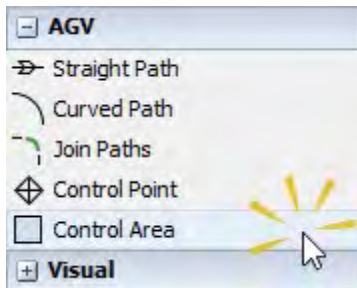 AGV
Straight Path
Curved Path
Join Paths
Control Point
Control Area
Visual